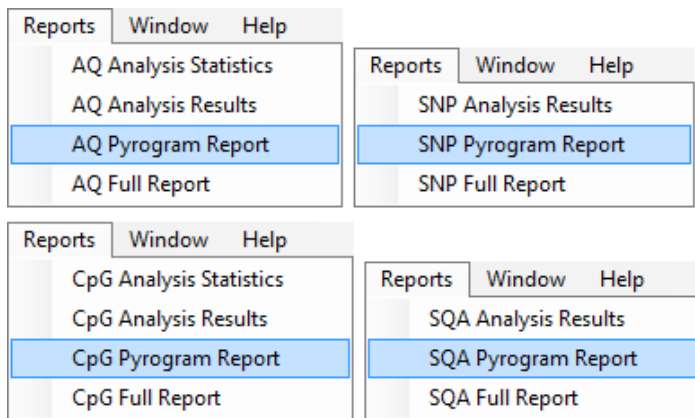 Reports Window Help
AQ Analysis Statistics
AQ Analysis Results
AQ Pyrogram Report
AQ Full Report
Reports Window Help
SNP Analysis Results
SNP Pyrogram Report
SNP Full Report
Reports Window Help
CpG Analysis Statistics
CpG Analysis Results
CpG Pyrogram Report
CpG Full Report
Reports Window Help
SQA Analysis Results
SQA Pyrogram Report
SQA Full Report